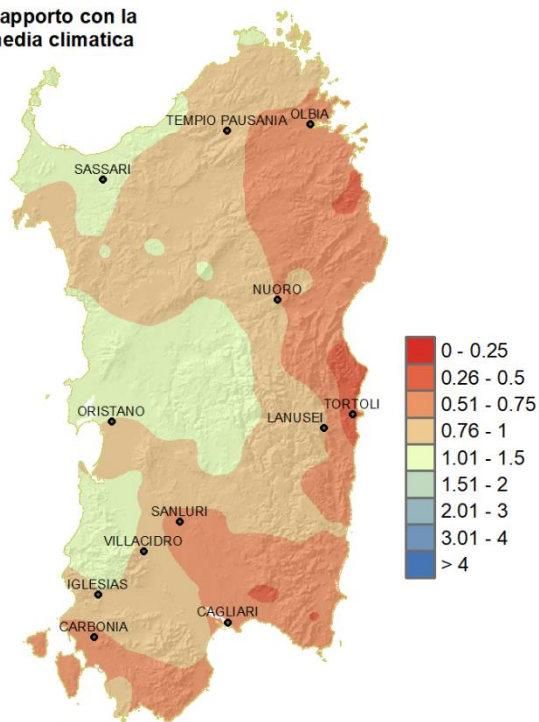 apporto con la
media climatica
TEMPIO PAUSANIA
OLBIA
SASSARI
NUORO
ORISTANO
LANUSEI
TORTOLI
SANLURI
VILLACIDRO
IGLESIAS
CARBONIA
CAGLIARI
0 - 0.25
0.26 - 0.5
0.51 - 0.75
0.76 - 1
1.01 - 1.5
1.51 - 2
2.01 - 3
3.01 - 4
> 4